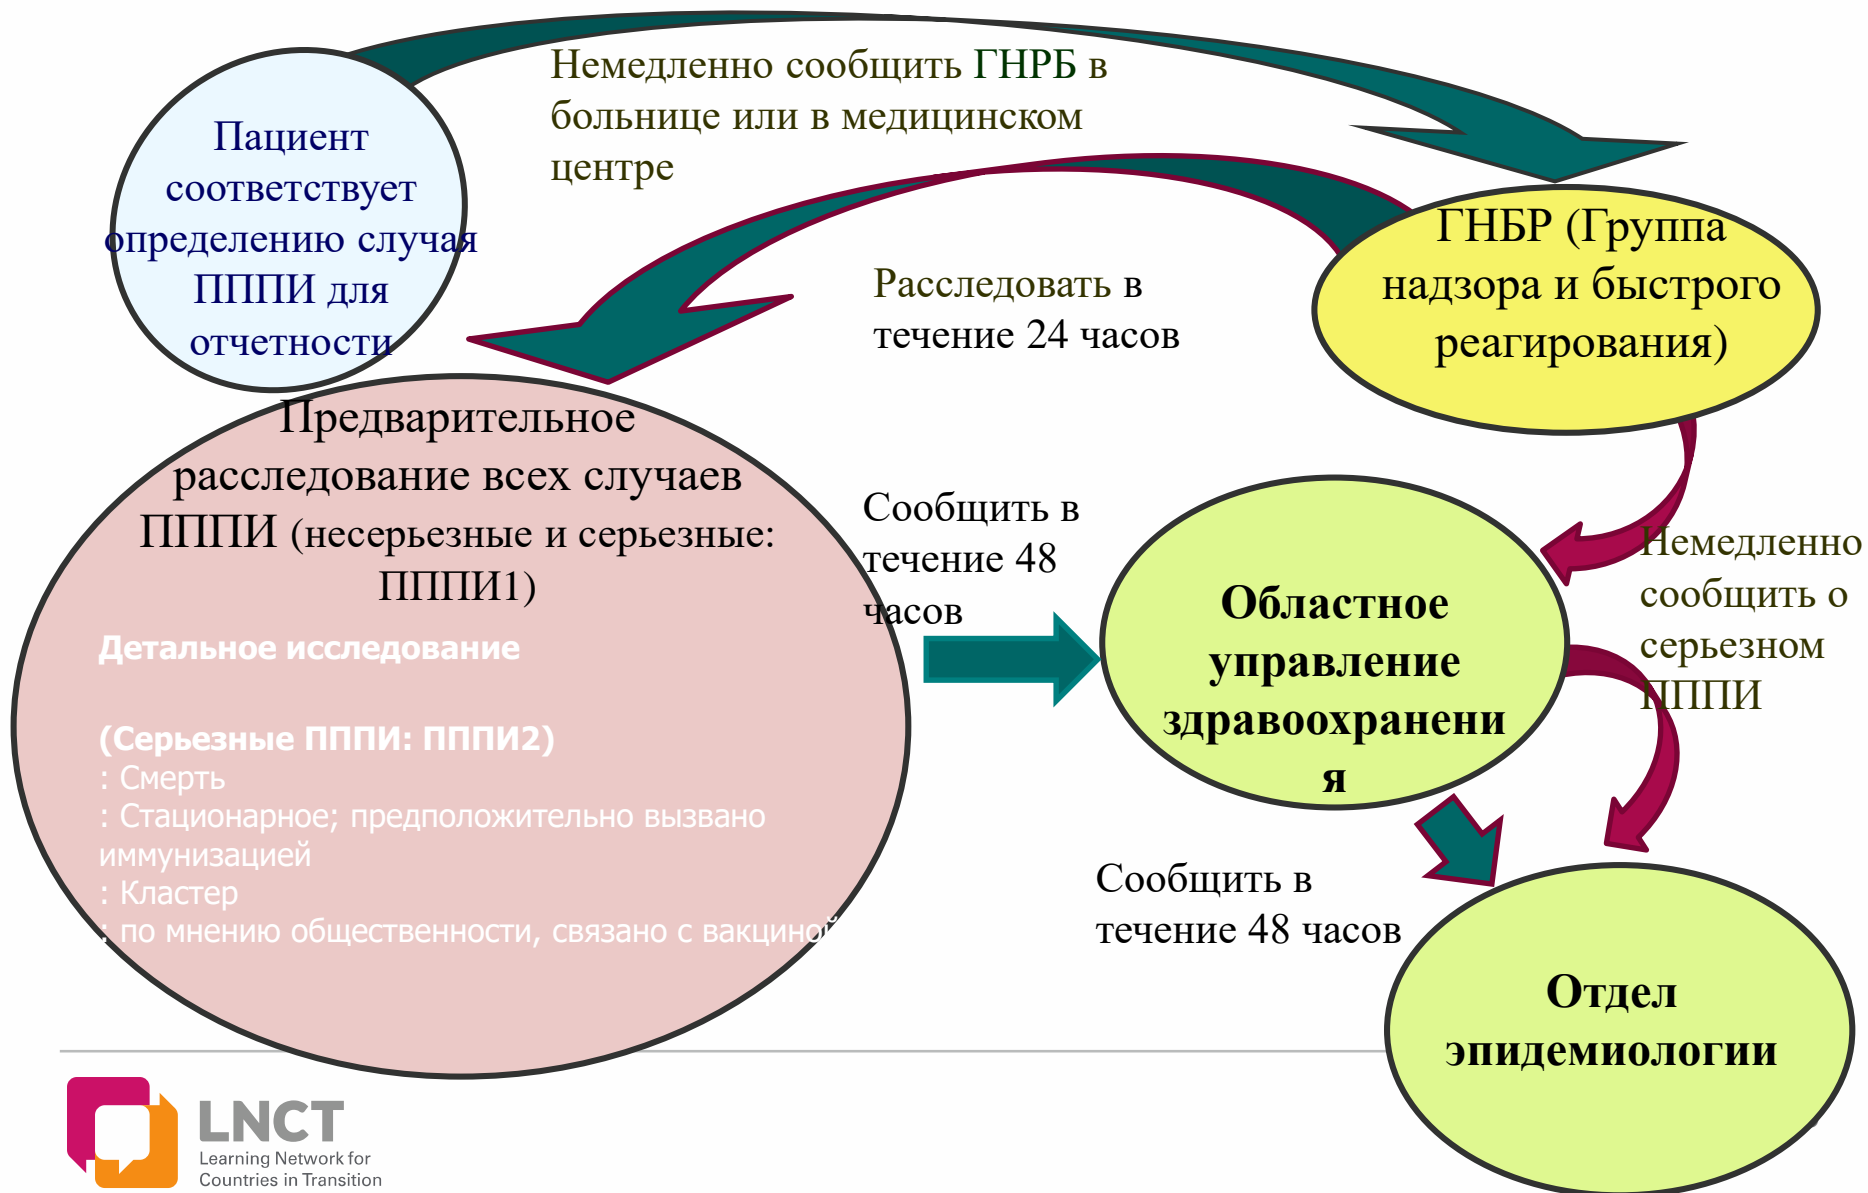 Немедленно сообщить ГНРБ в
больнице или в медицинском
центре
Пациент
соответствует
определению случая
ПППИ для
отчетности
ГНБР (Группа
надзора и быстрого
реагирования)
Расследовать в
течение 24 часов
Предварительное
расследование всех случаев
ПППИ (несерьезные и серьезные:
ПППИ1)
Детальное исследование
(Серьезные ПППИ: ПППИ2)
: Смерть
: Стационарное; предположительно вызвано
иммунизацией
: Кластер
: по мнению общественности, связано с вакциной
Сообщить в
течение 48
часов
Областное
управление
здравоохранени
я
Немедленно
сообщить о
серьезном
ПППИ
Сообщить в
течение 48 часов
Отдел
эпидемиологии
LNCT
Learning Network for
Countries in Transition